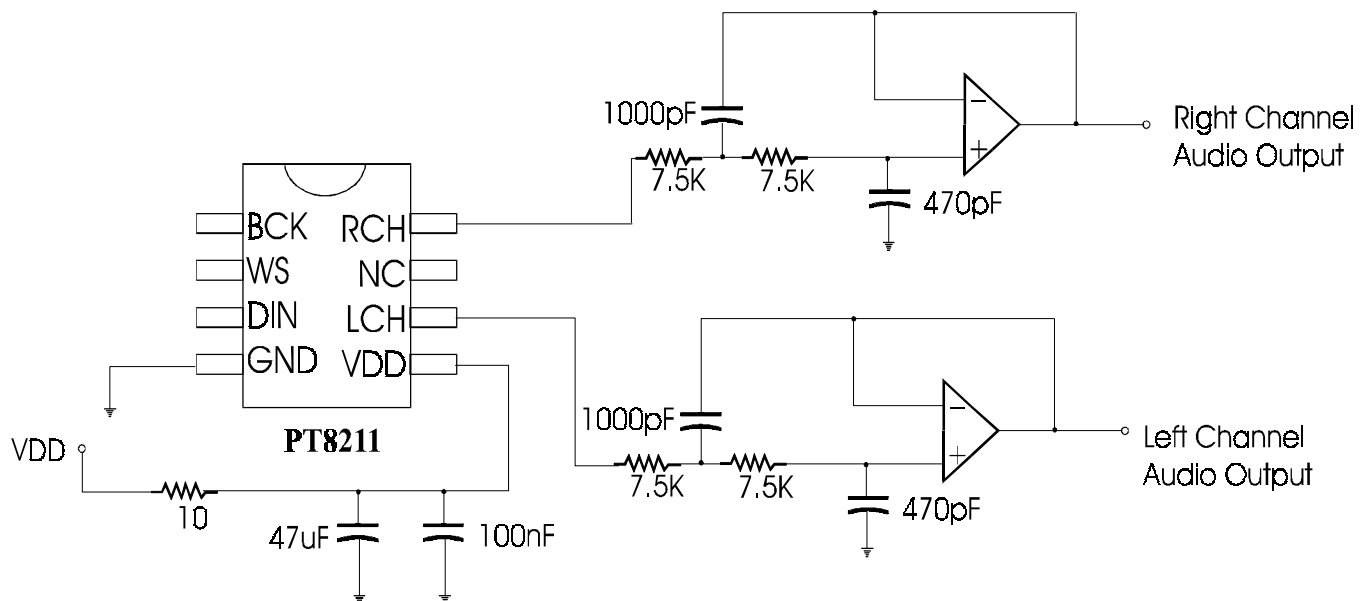 1000pF
Right Channel
Audio Output
7.5K
7.5K
470pF
BCK
RCH
WS
NC
DIN
LCH
GND
VDD
PT8211
VDD
10
47uF
100nF
1000pF
Left Channel
Audio Output
7.5K
7.5K
470pF